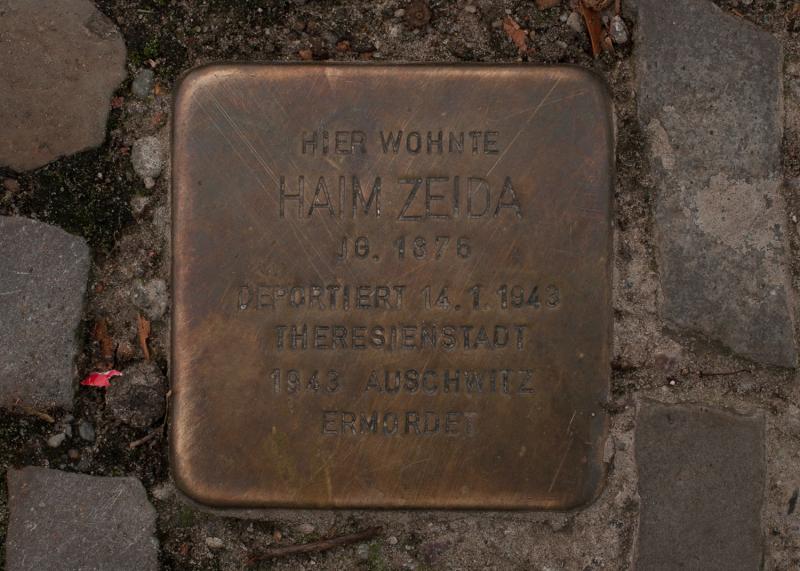 HIER WOHNTE
HAIM ZEIDA
JG. 1876
DEPORTIERT 14.1.1943
THERESIENSTADT
1943 AUSCHWITZ
ERMORDET